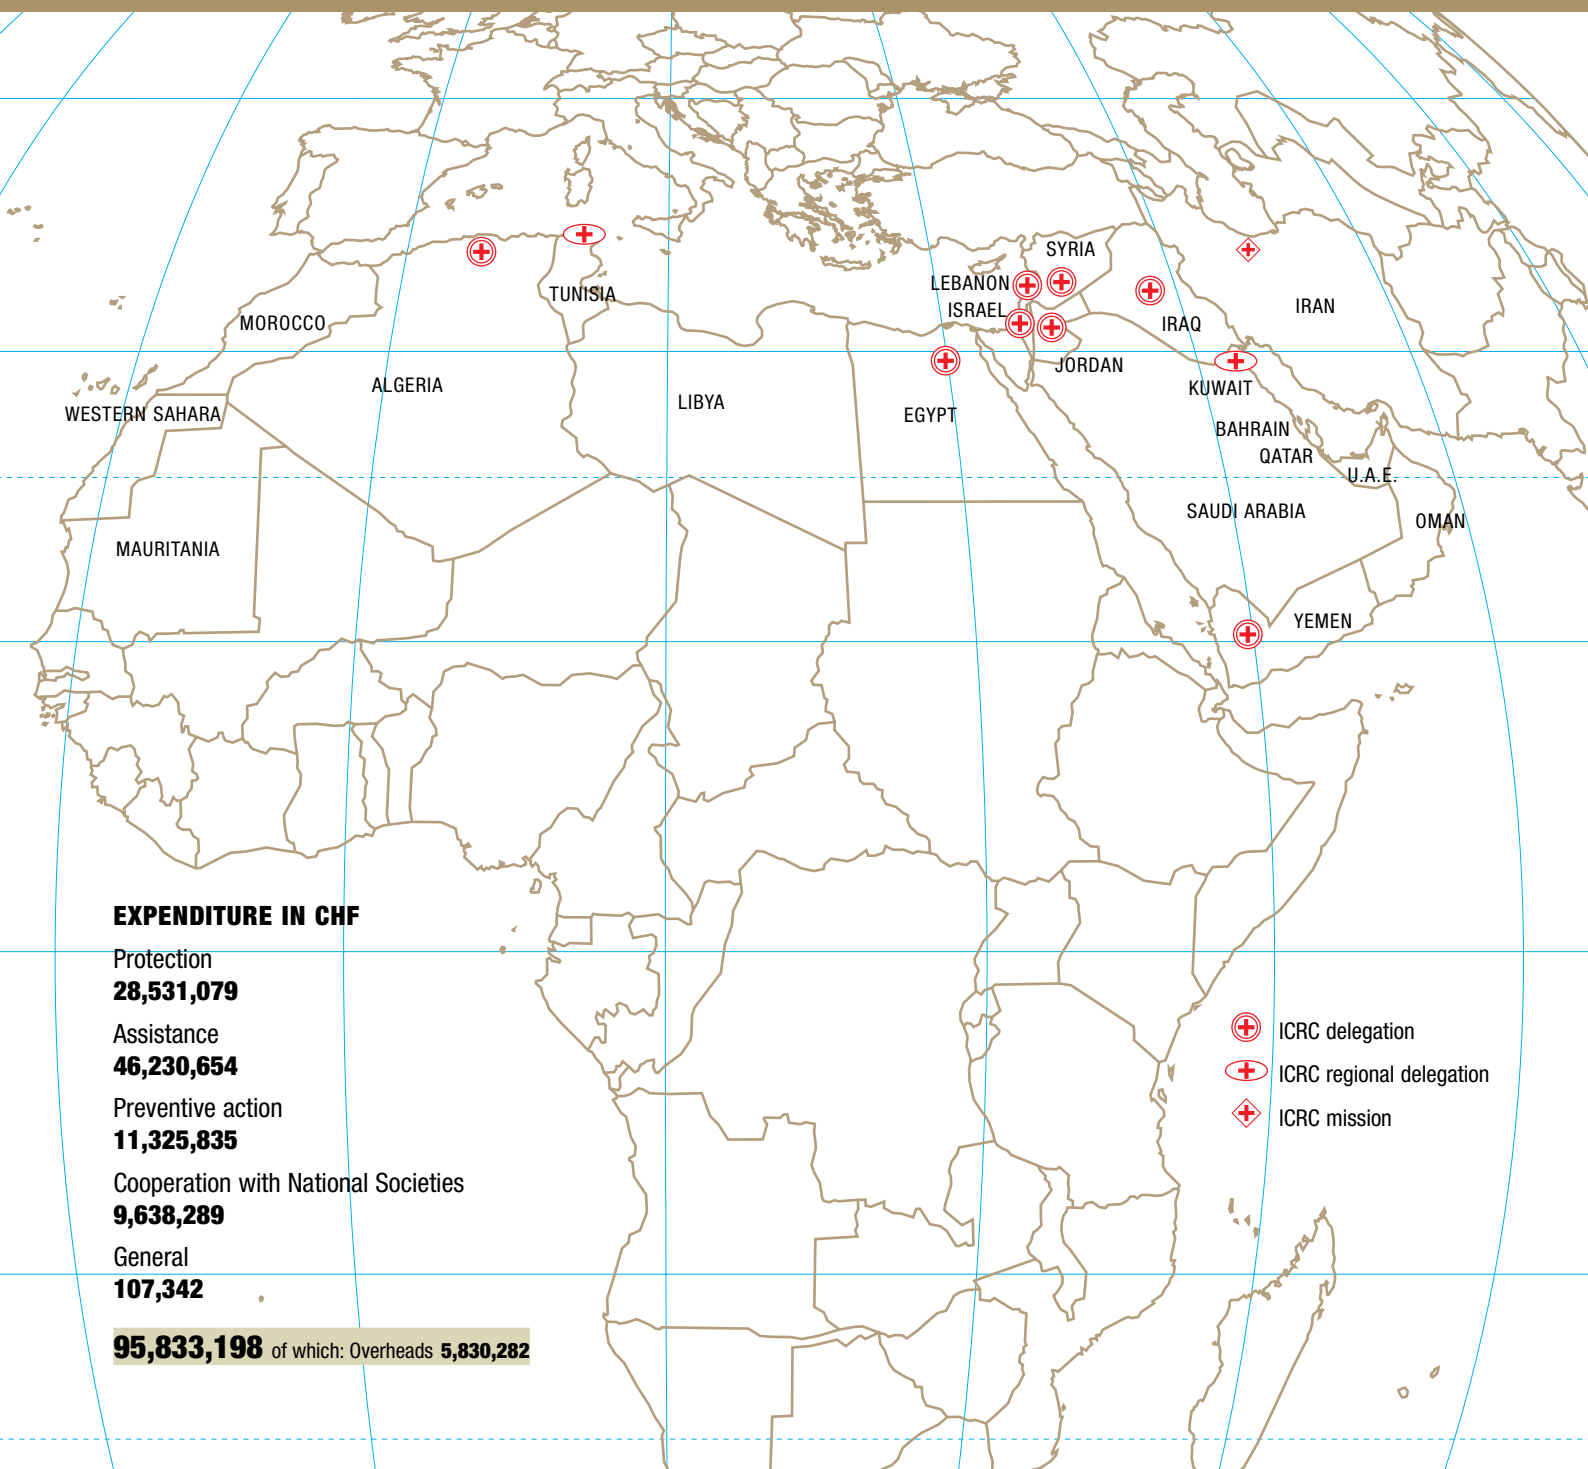 SYRIA
LEBANON
TUNISIA
IRAN
ISRAEL
MOROCCO
IRAQ
JORDAN
ALGERIA
KUWAIT
LIBYA
WESTERN SAHARA
EGYPT
BAHRAIN
QATAR
U.A.E.
SAUDI ARABIA
OMAN
MAURITANIA
YEMEN
EXPENDITURE IN CHF
Protection
28,531,079
Assistance
46,230,654
Preventive action
11,325,835
Cooperation with National Societies
9,638,289
General
107,342
95,833,198 of which: Overheads 5,830,282
ICRC delegation
ICRC regional delegation
ICRC mission